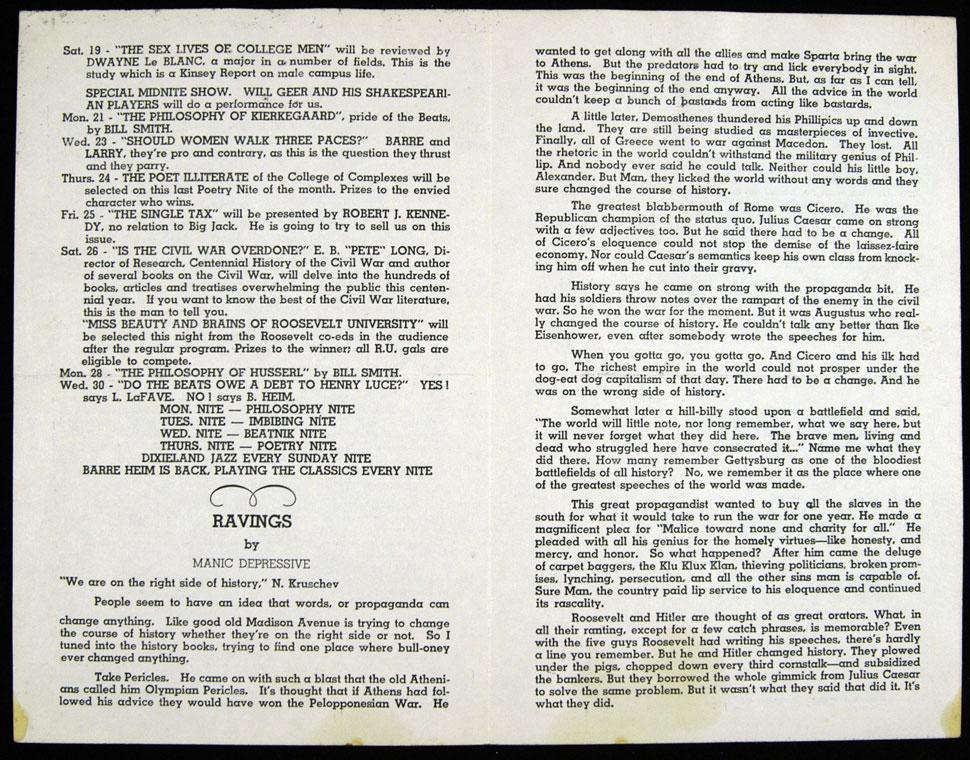 Sat. 19 - "THE SEX LIVES OF COLLEGE MEN" will be reviewed by
DWAYNE Le BLANC, a major in a number of fields. This is the
study which is a Kinsey Report on male campus life.
SPECIAL MIDNITE SHOW. WILL GEER AND HIS SHAKESPEARI-
AN PLAYERS will do a performance for us.
Mon. 21 - "THE PHILOSOPHY OF KIERKEGAARD", pride of the Beats,
by BILL SMITH.
Wed. 23 - "SHOULD WOMEN WALK THREE PACES?" BARRE and
LARRY, they're pro and contrary, as this is the question they thrust
and they parry.
Thurs. 24 - THE POET ILLITERATE of the College of Complexes will be
selected on this last Poetry Nite of the month. Prizes to the envied
character who wins.
Fri. 25 - "THE SINGLE TAX" will be presented by ROBERT J. KENNE-
DY, no relation to Big Jack. He is going to try to sell us on this
issue.
Sat. 26 - "IS THE CIVIL WAR OVERDONE?" E. B. "PETE" LONG, Di-
rector of Research, Centennial History of the Civil War and author
of several books on the Civil War, will delve into the hundreds of
books, articles and treatises overwhelming the public this centen-
nial year. If you want to know the best of the Civil War literature,
this is the man to tell you.
"MISS BEAUTY AND BRAINS OF ROOSEVELT UNIVERSITY" will
be selected this night from the Roosevelt co-eds in the audience
after the regular program. Prizes to the winner; all R.U. gals are
eligible to compete.
Mon. 28 - "THE PHILOSOPHY OF HUSSERL" by BILL SMITH.
Wed. 30 - "DO THE BEATS OWE A DEBT TO HENRY LUCE?" YES!
says L. LaFAVE. NO! says B. HEIM.
MON. NITE — PHILOSOPHY NITE
TUES. NITE — IMBIBING NITE
WED. NITE — BEATNIK NITE
THURS. NITE — POETRY NITE
DIXIELAND JAZZ EVERY SUNDAY NITE
BARRE HEIM IS BACK, PLAYING THE CLASSICS EVERY NITE
RAVINGS
by
MANIC DEPRESSIVE
"We are on the right side of history," N. Kruschev
People seem to have an idea that words, or propaganda can
change anything. Like good old Madison Avenue is trying to change
the course of history whether they're on the right side or not. So I
tuned into the history books, trying to find one place where bull-oney
ever changed anything.
Take Pericles. He came on with such a blast that the old Atheni-
ans called him Olympian Pericles. It's thought that if Athens had fol-
lowed his advice they would have won the Pelopponesian War. He
wanted to get along with all the allies and make Sparta bring the war
to Athens. But the predators had to try and lick everybody in sight.
This was the beginning of the end of Athens. But, as far as I can tell,
it was the beginning of the end anyway. All the advice in the world
couldn't keep a bunch of bastards from acting like bastards.
A little later, Demosthenes thundered his Phillipics up and down
the land. They are still being studied as masterpieces of invective.
Finally, all of Greece went to war against Macedon. They lost. All
the rhetoric in the world couldn't withstand the military genius of Phil-
lip. And nobody ever said he could talk. Neither could his little boy,
Alexander. But Man, they licked the world without any words and they
sure changed the course of history.
The greatest blabbermouth of Rome was Cicero. He was the
Republican champion of the status quo. Julius Caesar came on strong
with a few adjectives too. But he said there had to be a change. All
of Cicero's eloquence could not stop the demise of the laissez-faire
economy. Nor could Caesar's semantics keep his own class from knock-
ing him off when he cut into their gravy.
History says he came on strong with the propaganda bit. He
had his soldiers throw notes over the rampart of the enemy in the civil
war. So he won the war for the moment. But it was Augustus who real-
ly changed the course of history. He couldn't talk any better than Ike
Eisenhower, even after somebody wrote the speeches for him.
When you gotta go, you gotta go. And Cicero and his ilk had
to go. The richest empire in the world could not prosper under the
dog-eat dog capitalism of that day. There had to be a change. And he
was on the wrong side of history.
Somewhat later a hill-billy stood upon a battlefield and said,
"The world will little note, nor long remember, what we say here, but
it will never forget what they did here. The brave men, living and
dead who struggled here have consecrated it..." Name me what they
did there. How many remember Gettysburg as one of the bloodiest
battlefields of all history? No, we remember it as the place where one
of the greatest speeches of the world was made.
This great propagandist wanted to buy all the slaves in the
south for what it would take to run the war for one year. He made a
magnificent plea for "Malice toward none and charity for all." He
pleaded with all his genius for the homely virtues—like honesty, and
mercy, and honor. So what happened? After him came the deluge
of carpet baggers, the Klu Klux Klan, thieving politicians, broken prom-
ises, lynching, persecution, and all the other sins man is capable of.
Sure Man, the country paid lip service to his eloquence and continued
its rascality.
Roosevelt and Hitler are thought of as great orators. What, in
all their ranting, except for a few catch phrases, is memorable? Even
with the five guys Roosevelt had writing his speeches, there's hardly
a line you remember. But he and Hitler changed history. They plowed
under the pigs, chopped down every third cornstalk—and subsidized
the bankers. But they borrowed the whole gimmick from Julius Caesar
to solve the same problem. But it wasn't what they said that did it. It's
what they did.